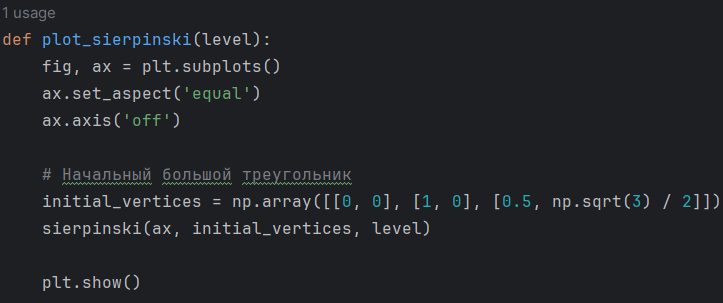 1 usage
def plot_sierpinski(level):
    fig, ax = plt.subplots()
    ax.set_aspect('equal')
    ax.axis('off')

    # Начальный большой треугольник
    initial_vertices = np.array([[0, 0], [1, 0], [0.5, np.sqrt(3) / 2]])
    sierpinski(ax, initial_vertices, level)

    plt.show()